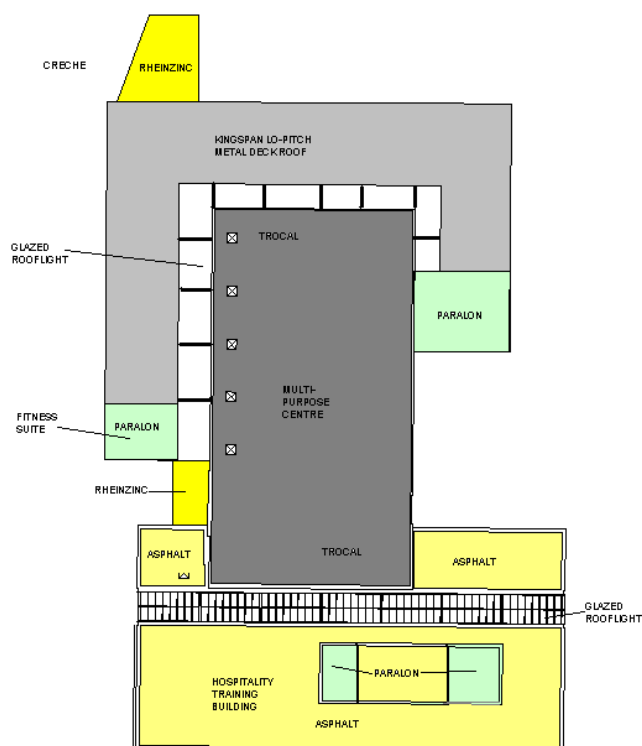 CRECHE
RHEINZINC
KINGSPAN LO-PITCH
METAL DECK ROOF
GLAZED
ROOFLIGHT
TROCAL
PARALON
MULTI-
PURPOSE
CENTRE
FITNESS
SUITE
PARALON
RHEINZINC
ASPHALT
TROCAL
ASPHALT
GLAZED
ROOFLIGHT
HOSPITALITY
TRAINING
BUILDING
PARALON
ASPHALT